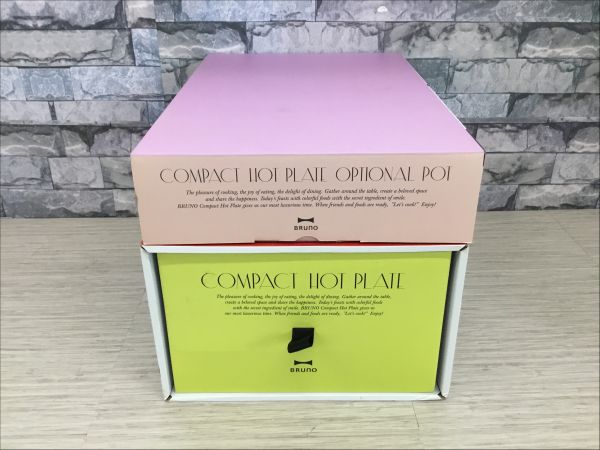 COMPACT HOT PLATE OPTIONAL POT
The pleasure of cooking, the joy of eating, the delight of dining. Gather around the table, create a beloved space
and share the happiness. Today's feasts with colorful foods with the secret ingredient of smile.
BRUNO Compact Hot Plate gives us our most luxurious time. When friends and foods are ready, "Let's cook!" Enjoy!
BRUNO
COMPACT HOT PLATE
The pleasure of cooking, the joy of eating, the delight of dining. Gather around the table,
create a beloved space and share the happiness. Today's feasts with colorful foods
with the secret ingredient of smile. BRUNO Compact Hot Plate gives us
our most luxurious time. When friends and foods are ready, "Let's cook!" Enjoy!
BRUNO